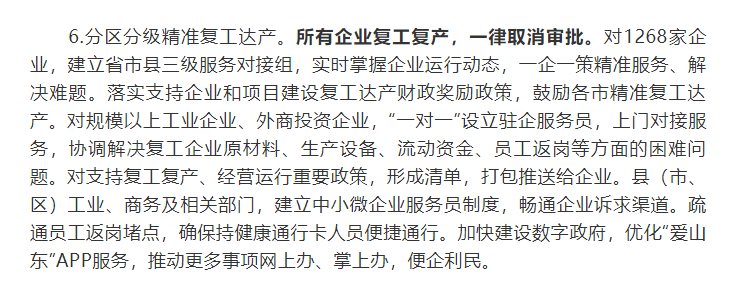 6.分区分级精准复工达产。所有企业复工复产，一律取消审批。对1268家企
业，建立省市县三级服务对接组，实时掌握企业运行动态，一企一策精准服务、解
决难题。落实支持企业和项目建设复工达产财政奖励政策，鼓励各市精准复工达
产。对规模以上工业企业、外商投资企业，“一对一”设立驻企服务员，上门对接服
务，协调解决复工企业原材料、生产设备、流动资金、员工返岗等方面的困难问
题。对支持复工复产、经营运行重要政策，形成清单，打包推送给企业。县（市、
区）工业、商务及相关部门，建立中小微企业服务员制度，畅通企业诉求渠道。疏
通员工返岗堵点，确保持健康通行卡人员便捷通行。加快建设数字政府，优化“爱山
东”APP服务，推动更多事项网上办、掌上办，便企利民。